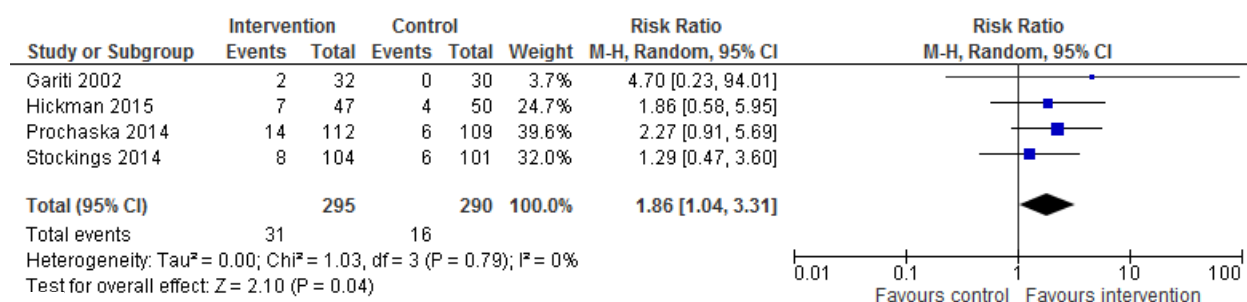 Intervention Control Risk Ratio Risk Ratio
Study or Subgroup Events Total Events Total Weight M-H, Random, 95% CI M-H, Random, 95% CI
Gariti 2002 2 32 0 30 3.7% 4.70 [0.23, 94.01]
Hickman 2015 7 47 4 50 24.7% 1.86 [0.58, 5.95]
Prochaska 2014 14 112 6 109 39.6% 2.27 [0.91, 5.69]
Stockings 2014 8 104 6 101 32.0% 1.29 [0.47, 3.60]
Total (95% CI) 295 290 100.0% 1.86 [1.04, 3.31]
Total events 31 16
Heterogeneity: Tau² = 0.00; Chi² = 1.03, df = 3 (P = 0.79); I² = 0%
Test for overall effect: Z = 2.10 (P = 0.04)
0.01 0.1 1 10 100
Favours control Favours intervention